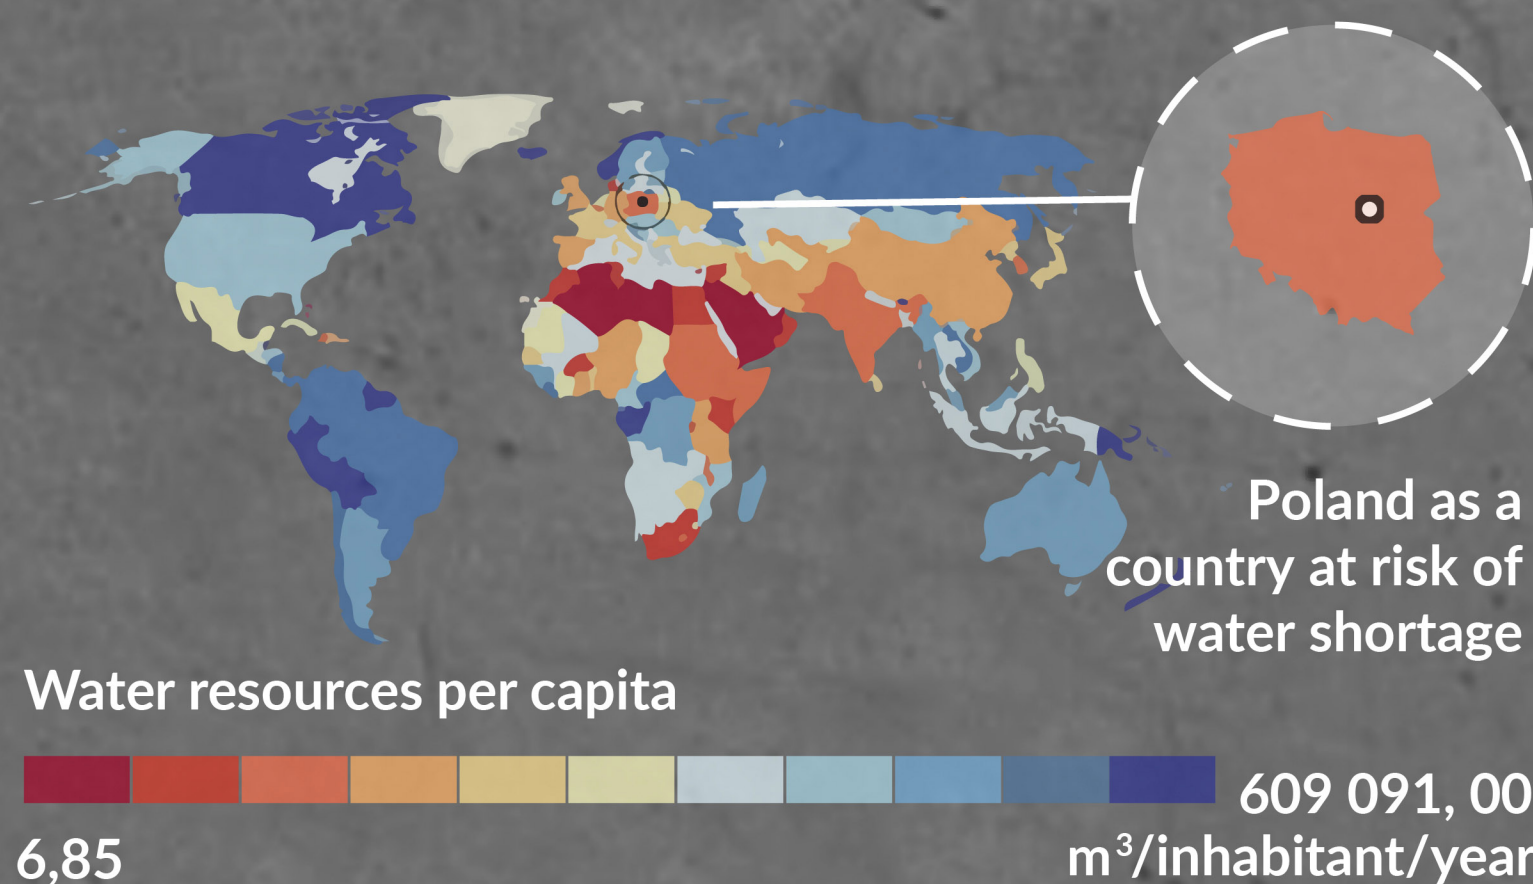 Poland as a
country at risk of
water shortage
Water resources per capita
609 091, 00
6,85
m³/inhabitant/year